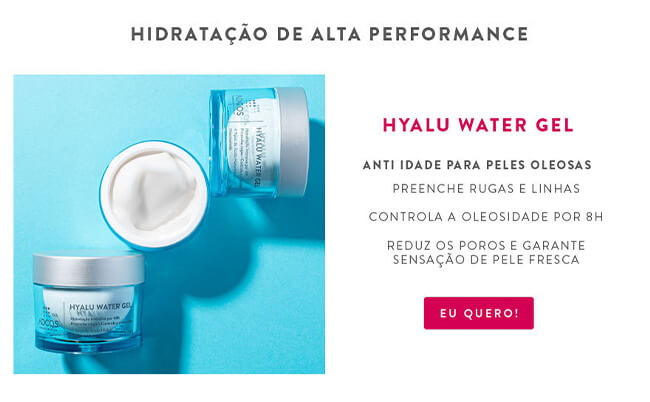 HIDRATAÇÃO DE ALTA PERFORMANCE
HYALU WATER GEL
HYALU WATER GEL
HYALU WATER GEL
ANTI IDADE PARA PELES OLEOSAS
PREENCHE RUGAS E LINHAS
CONTROLA A OLEOSIDADE POR 8H
REDUZ OS POROS E GARANTE
SENSAÇÃO DE PELE FRESCA
EU QUERO!